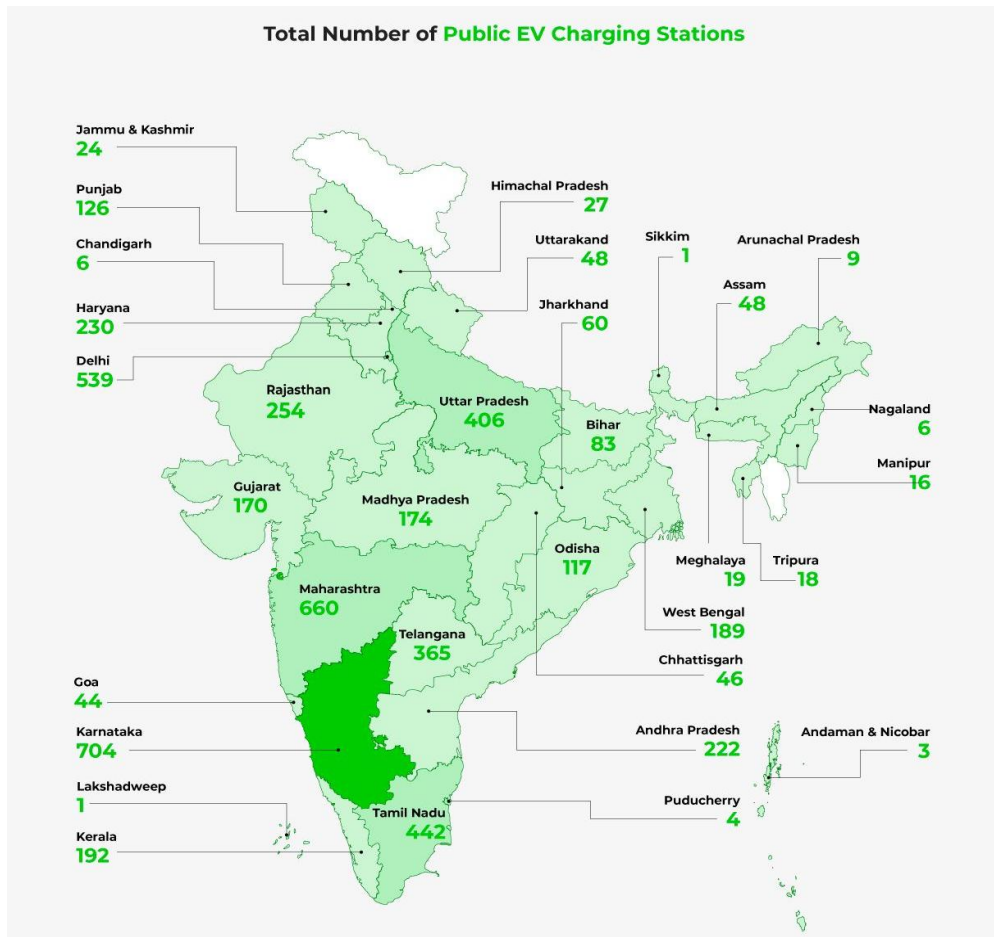 Total Number of Public EV Charging Stations
Jammu & Kashmir
24
Punjab
126
Chandigarh
6
Haryana
230
Delhi
539
Himachal Pradesh
27
Uttarakand
48
Jharkhand
60
Sikkim
1
Arunachal Pradesh
9
Assam
48
Nagaland
6
Manipur
16
Rajasthan
254
Uttar Pradesh
406
Bihar
83
Gujarat
170
Madhya Pradesh
174
Odisha
117
Meghalaya
19
Tripura
18
Maharashtra
660
Telangana
365
West Bengal
189
Chhattisgarh
46
Goa
44
Karnataka
704
Lakshadweep
1
Kerala
192
Tamil Nadu
442
Andhra Pradesh
222
Puducherry
4
Andaman & Nicobar
3